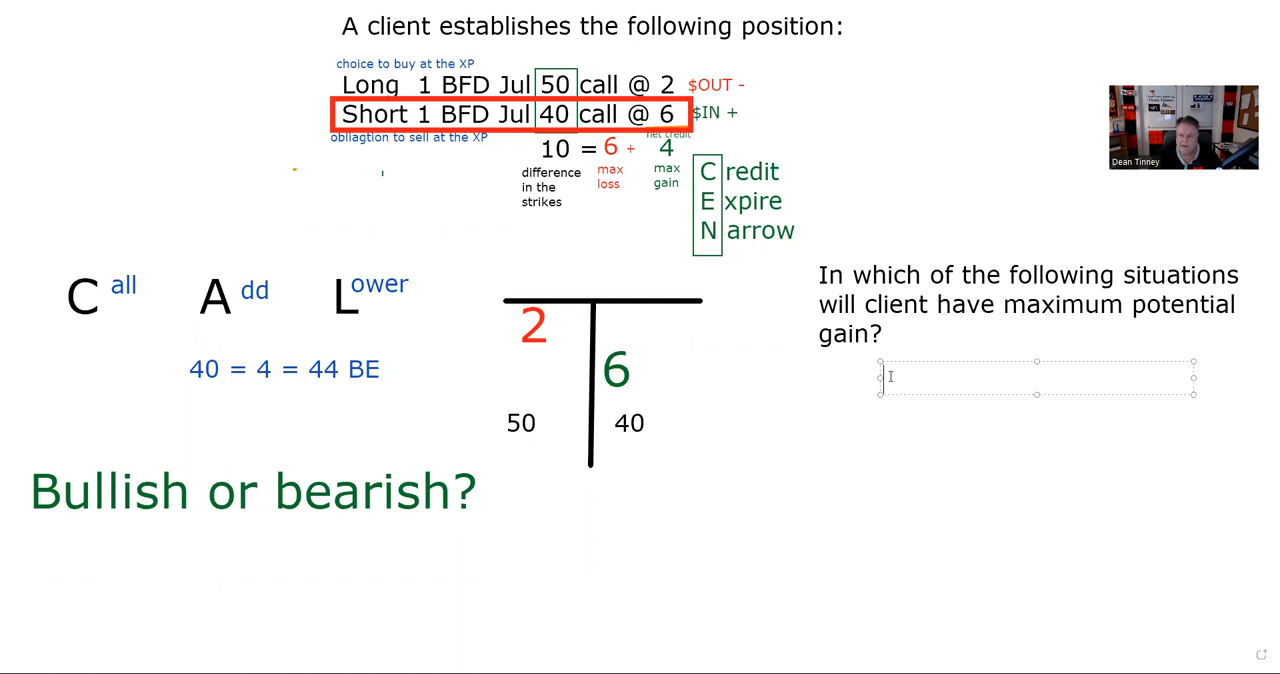 A client establishes the following position:
choice to buy at the XP
Long 1 BFD Jul 50 call @ 2 $OUT -
Short 1 BFD Jul 40 call @ 6 $IN +
obliagtion to sell at the XP
net credit
10 = 6 + 4
difference in the strikes
max loss
max gain
Credit
Expire
Narrow
Dean Tinney
Call Add Lower
40 = 4 = 44 BE
2
6
50 40
In which of the following situations
will client have maximum potential
gain?
Bullish or bearish?